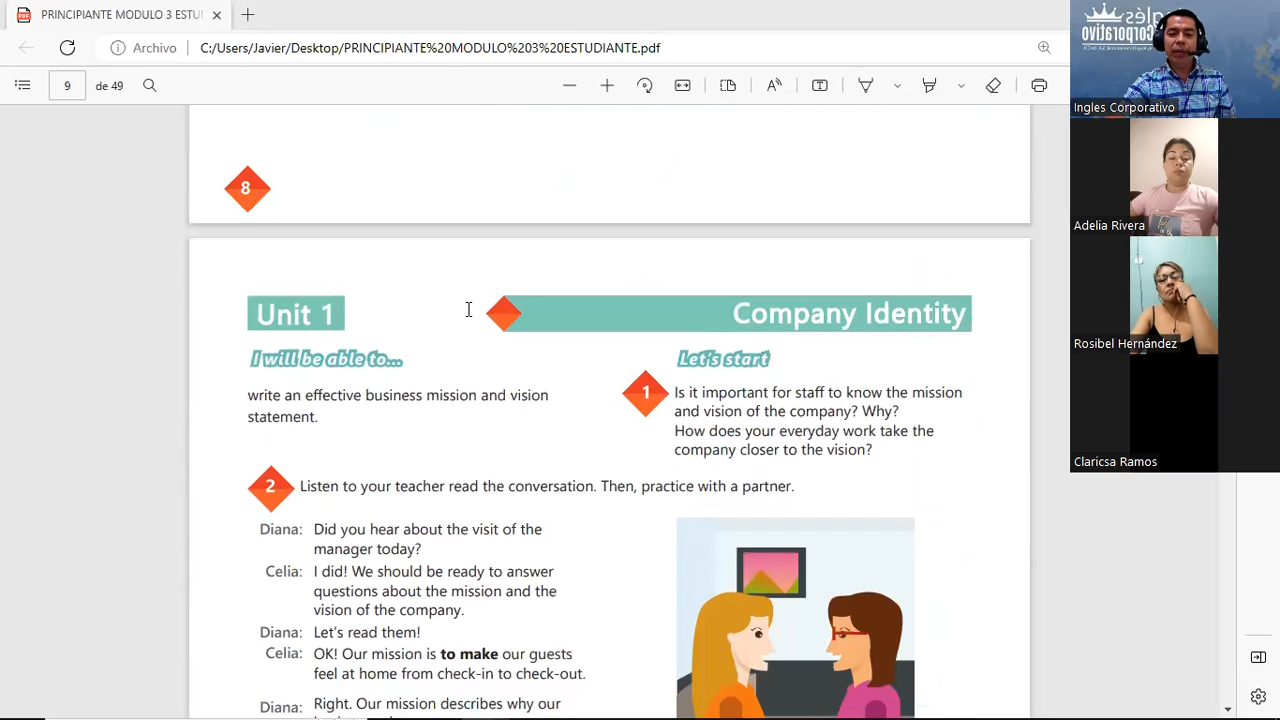 PRINCIPIANTE MODULO 3 ESTU
Archivo
C:/Users/Javier/Desktop/PRINCIPIANTE%20MODULO%203%20ESTUDIANTE.pdf
9
de 49
8
Unit 1
Company Identity
I will be able to...
write an effective business mission and vision
statement.
Let's start
1
Is it important for staff to know the mission
and vision of the company? Why?
How does your everyday work take the
company closer to the vision?
2
Listen to your teacher read the conversation. Then, practice with a partner.
Diana: Did you hear about the visit of the
manager today?
Celia: I did! We should be ready to answer
questions about the mission and the
vision of the company.
Diana: Let's read them!
Celia: OK! Our mission is to make our guests
feel at home from check-in to check-out.
Diana: Right. Our mission describes why our
Ingles Corporativo
Adelia Rivera
Rosibel Hernández
Claricsa Ramos